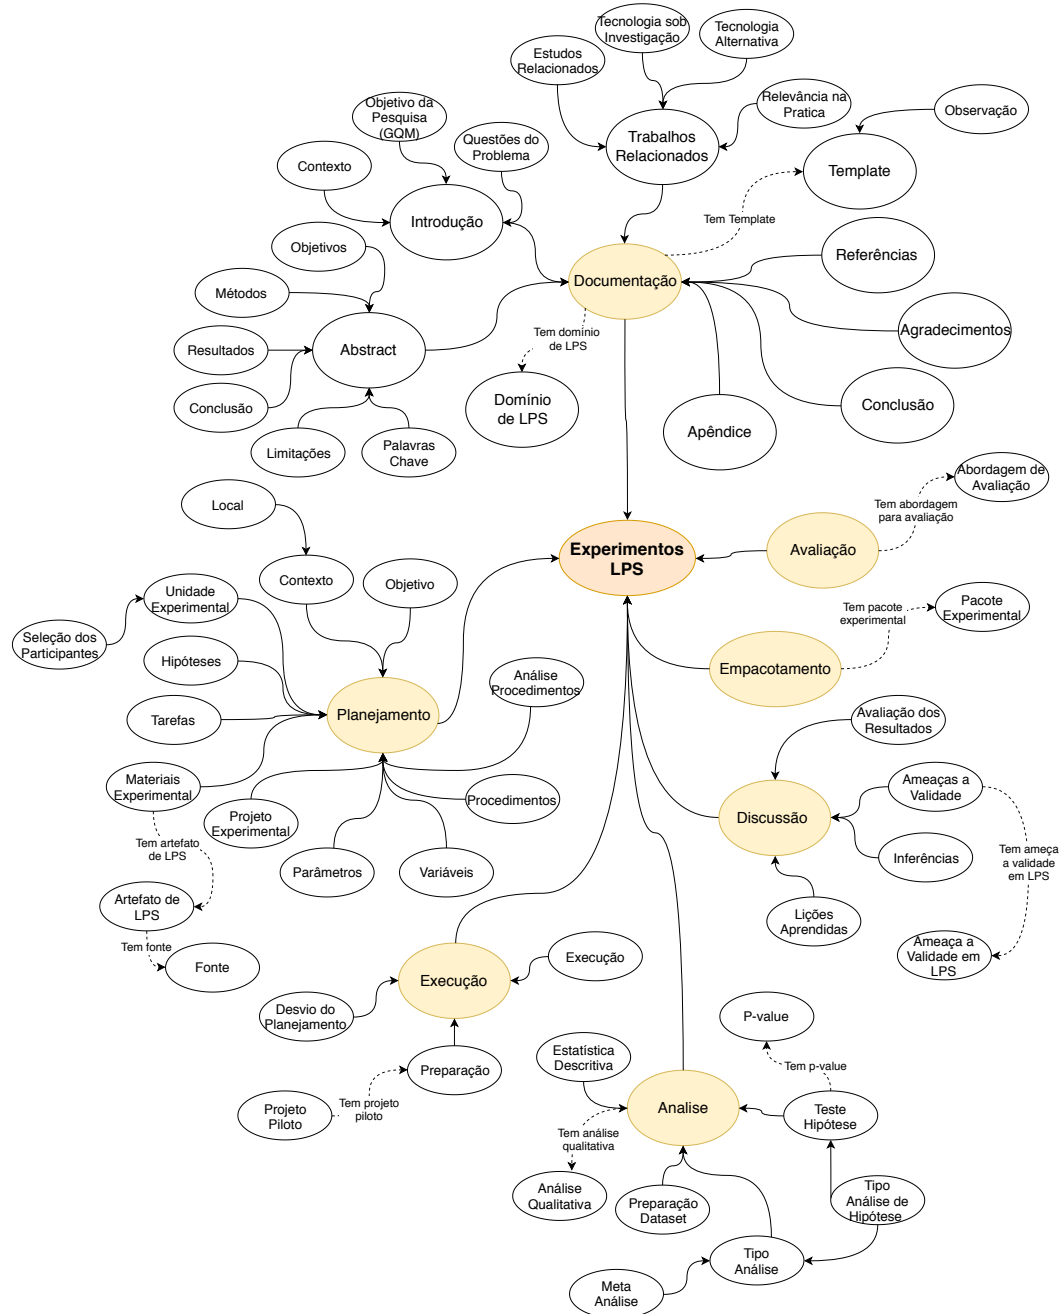 Tecnologia sob
Investigação
Tecnologia
Alternativa
Estudos
Relacionados
Relevância na
Pratica
Observação
Objetivo da
Pesquisa
(GQM)
Questões do
Problema
Trabalhos
Relacionados
Template
Contexto
Introdução
Tem Template
Objetivos
Documentação
Referências
Métodos
Tem domínio
de LPS
Agradecimentos
Resultados
Abstract
Conclusão
Domínio
de LPS
Conclusão
Apêndice
Limitações
Palavras
Chave
Abordagem de
Avaliação
Local
Tem abordagem
para avaliação
Experimentos
LPS
Avaliação
Contexto
Objetivo
Unidade
Experimental
Tem pacote
experimental
Pacote
Experimental
Seleção dos
Participantes
Hipóteses
Empacotamento
Análise
Procedimentos
Tarefas
Planejamento
Avaliação dos
Resultados
Materiais
Experimental
Ameaças a
Validade
Procedimentos
Projeto
Experimental
Discussão
Tem artefato
de LPS
Tem ameça
a validade
em LPS
Inferências
Parâmetros
Variáveis
Artefato de
LPS
Lições
Aprendidas
Tem fonte
Fonte
Execução
Execução
Ameaça a
Validade em
LPS
Desvio do
Planejamento
P-value
Estatística
Descritiva
Preparação
Tem p-value
Projeto
Piloto
Tem projeto
piloto
Analise
Teste
Hipótese
Tem análise
qualitativa
Análise
Qualitativa
Preparação
Dataset
Tipo
Análise de
Hipótese
Tipo
Análise
Meta
Análise